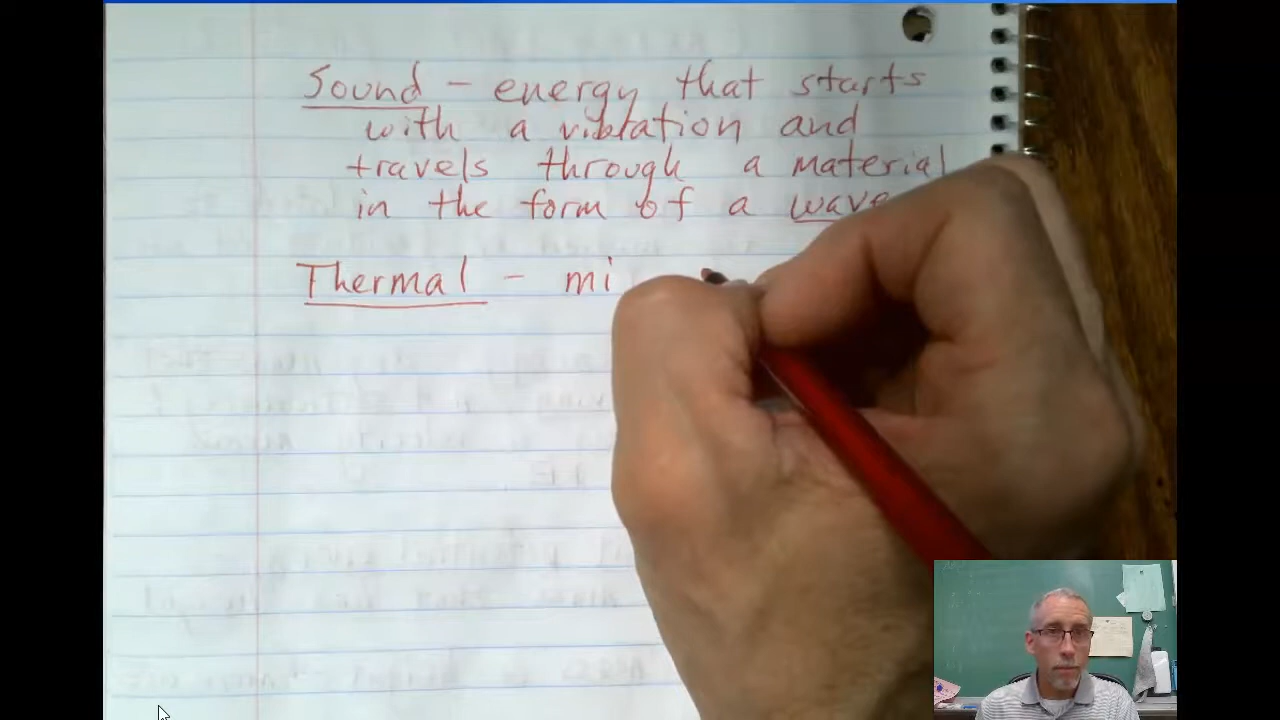 Sound - energy that starts
with a vibration and
travels through a material
in the form of a wave
Thermal - mi